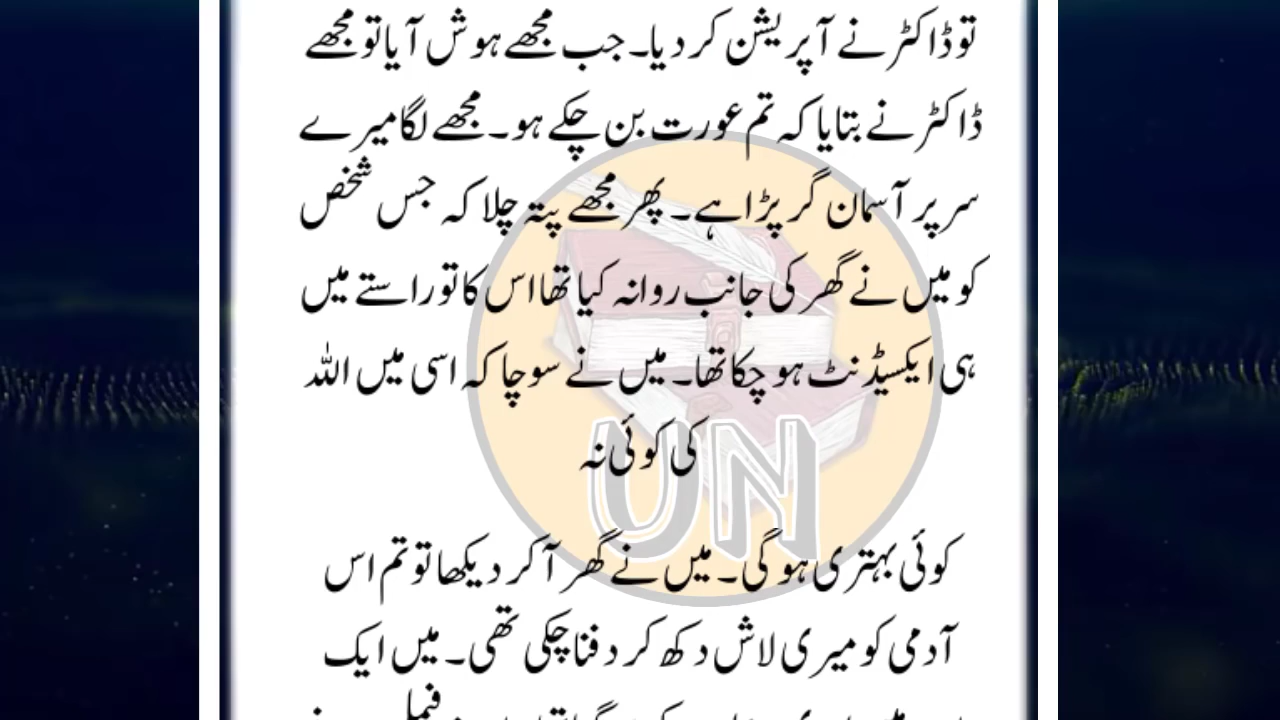 تو ڈاکٹر نے آپریشن کر دیا۔ جب مجھے ہوش آیا تو مجھے
ڈاکٹر نے بتایا کہ تم عورت بن چکے ہو۔ مجھے لگا میرے
سر پر آسمان گر پڑا ہے۔ پھر مجھے پتہ چلا کہ جس شخص
کو میں نے گھر کی جانب روانہ کیا تھا اس کا تو راستے میں
ہی ایکسیڈنٹ ہو چکا تھا۔ میں نے سوچا کہ اسی میں اللہ
کی کوئی نہ
UN
کوئی بہتری ہو گی۔ میں نے گھر آ کر دیکھا تو تم اس
آدمی کو میری لاش دکھ کر دفنا چکی تھی۔ میں ایک